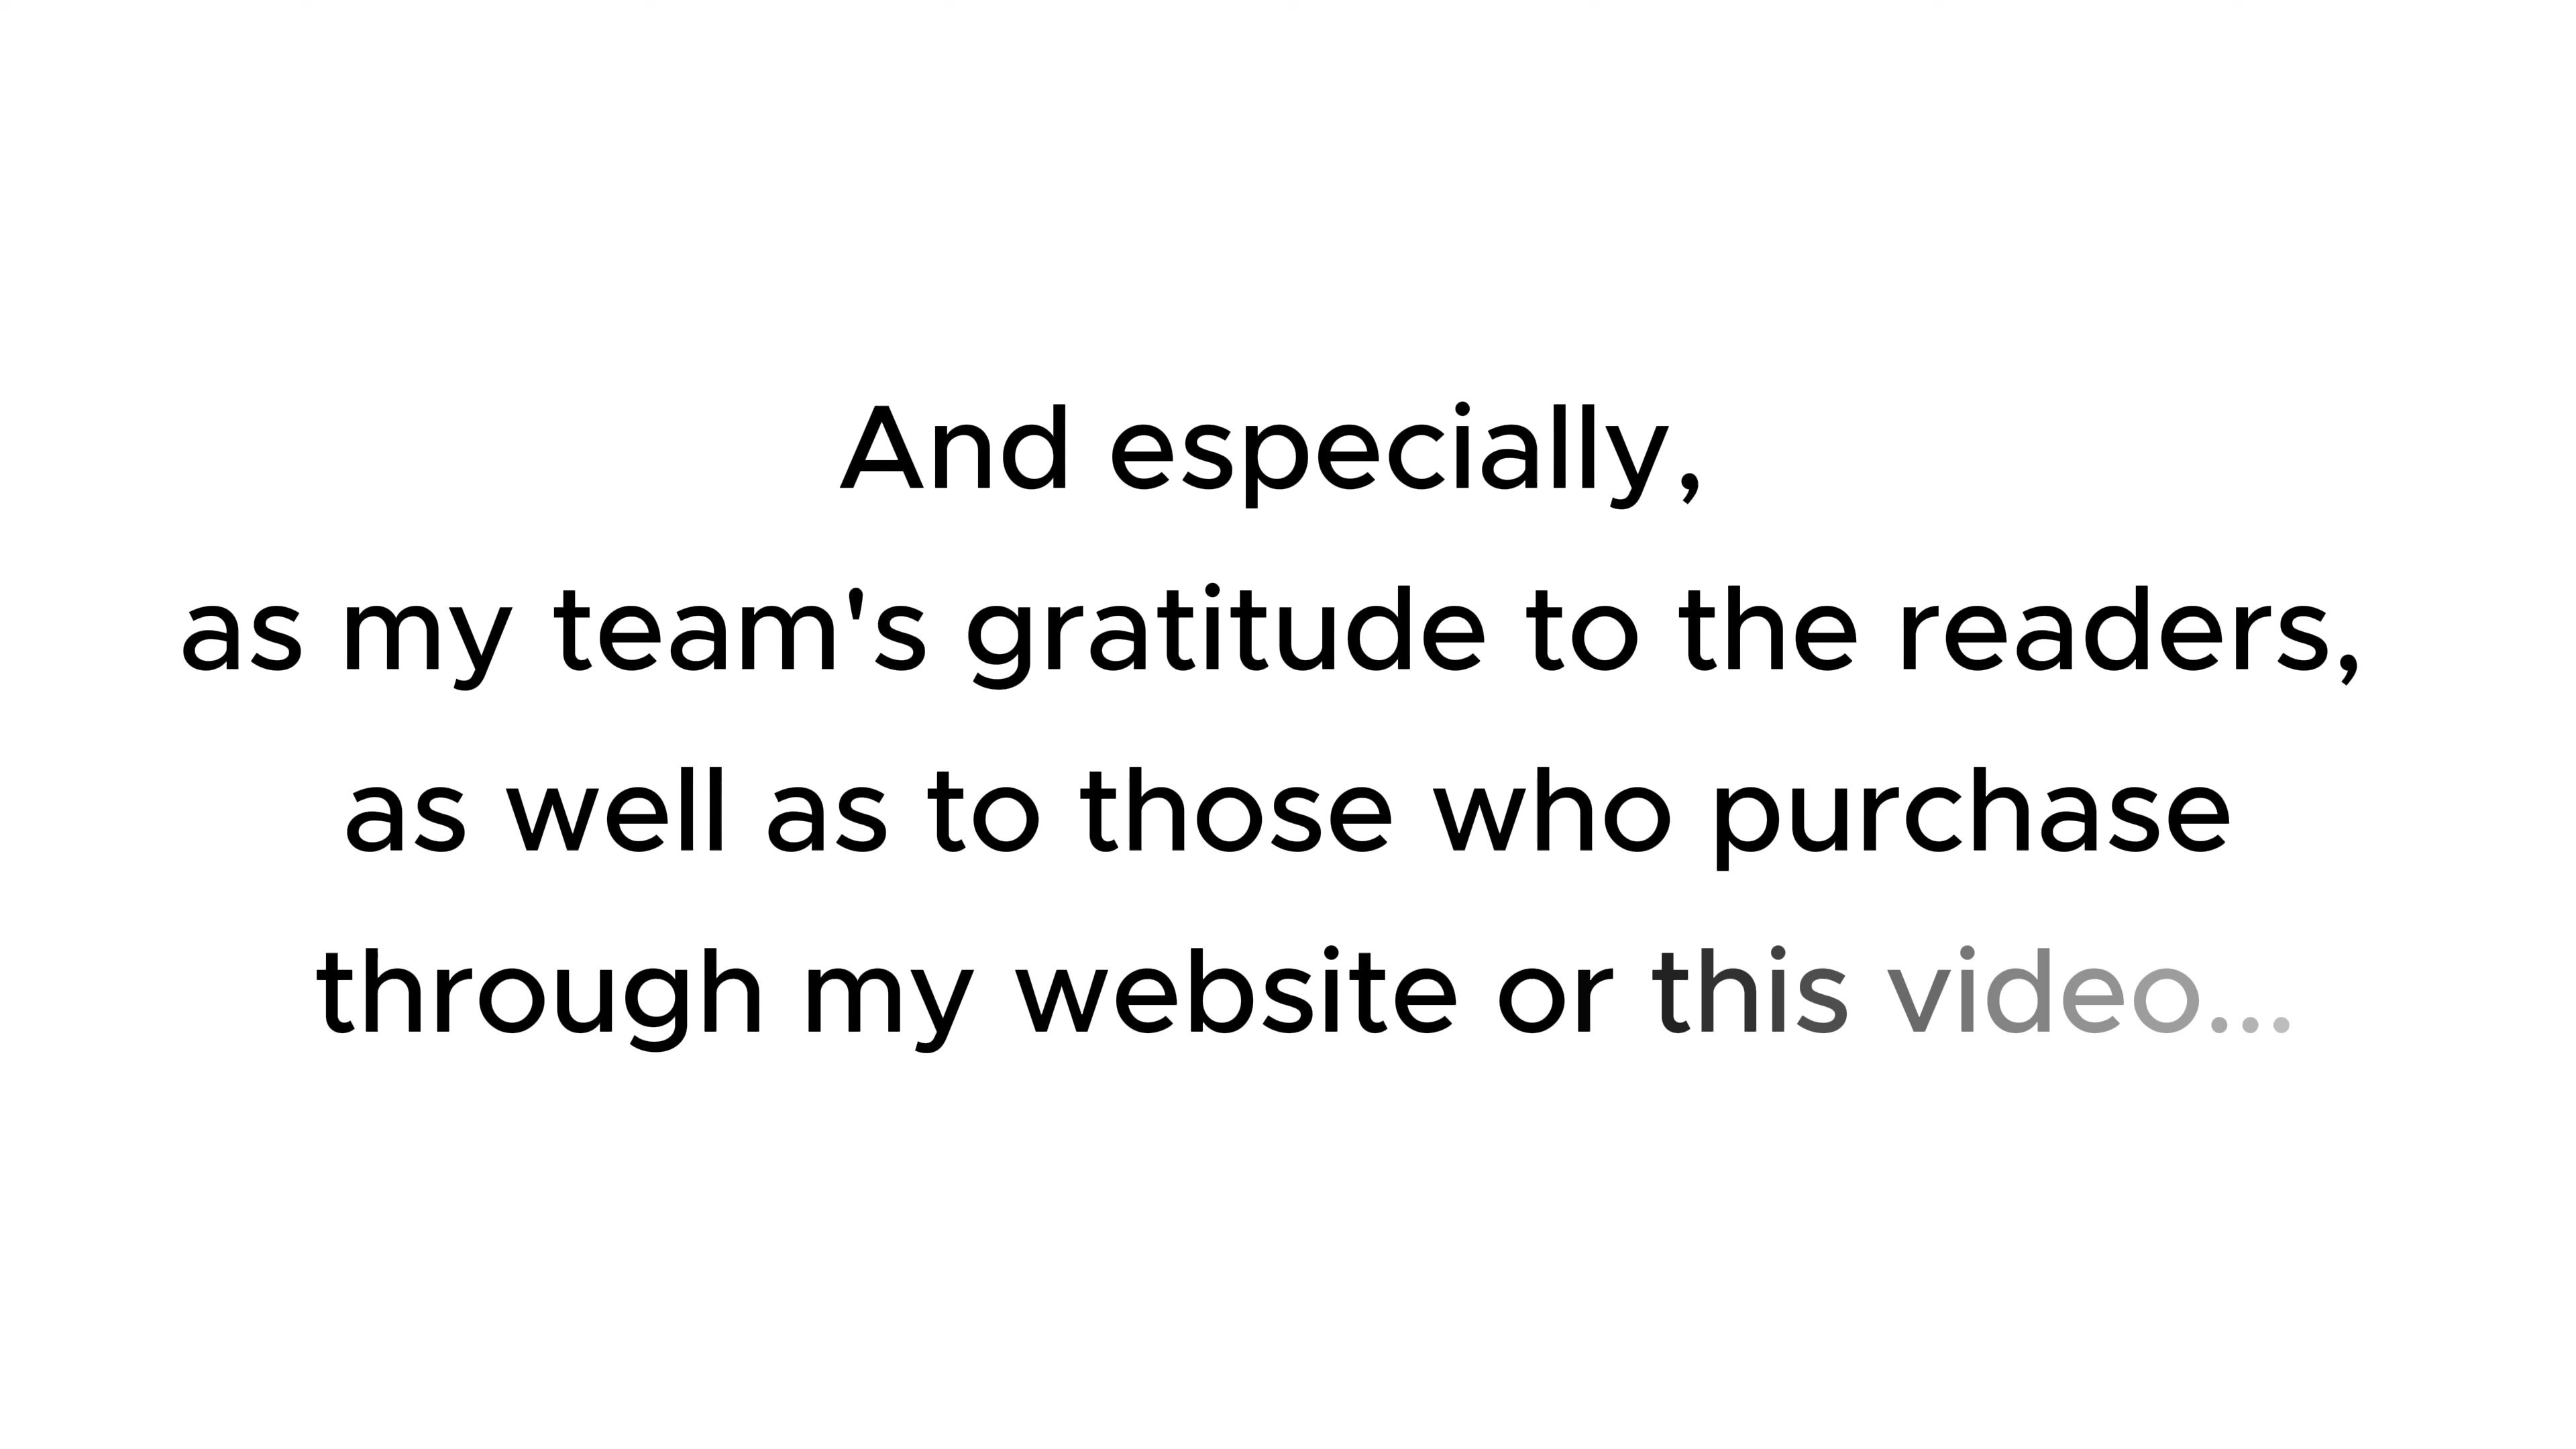 And especially,
as my team's gratitude to the readers,
as well as to those who purchase
through my website or this video...